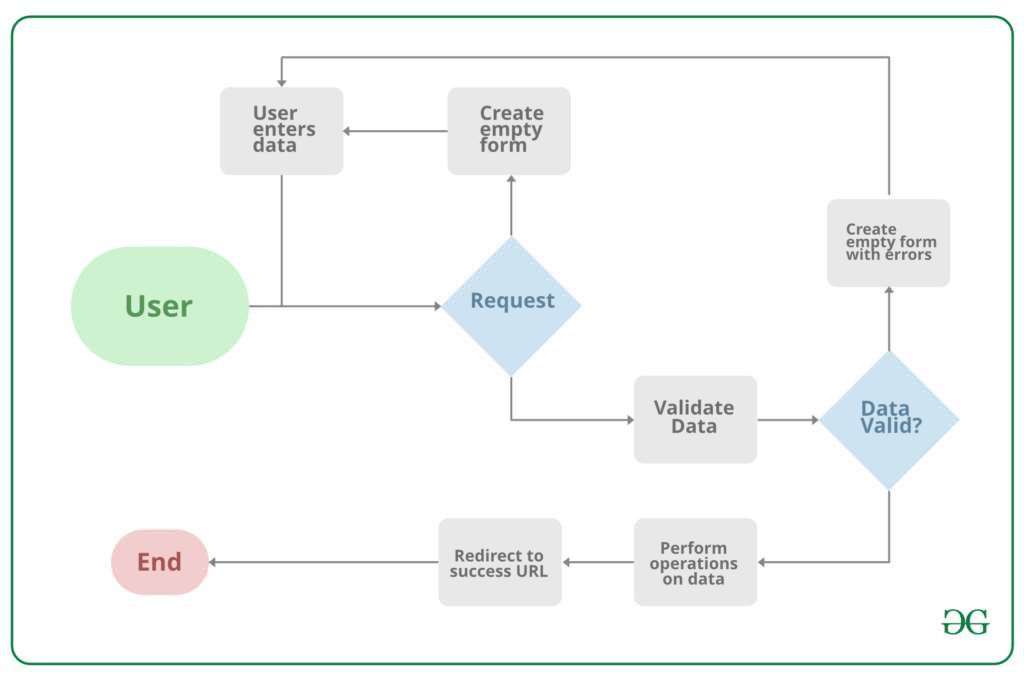 User
enters
data
Create
empty
form
Create
empty form
with errors
User
Request
Validate
Data
Data
Valid?
End
Redirect to
success URL
Perform
operations
on data